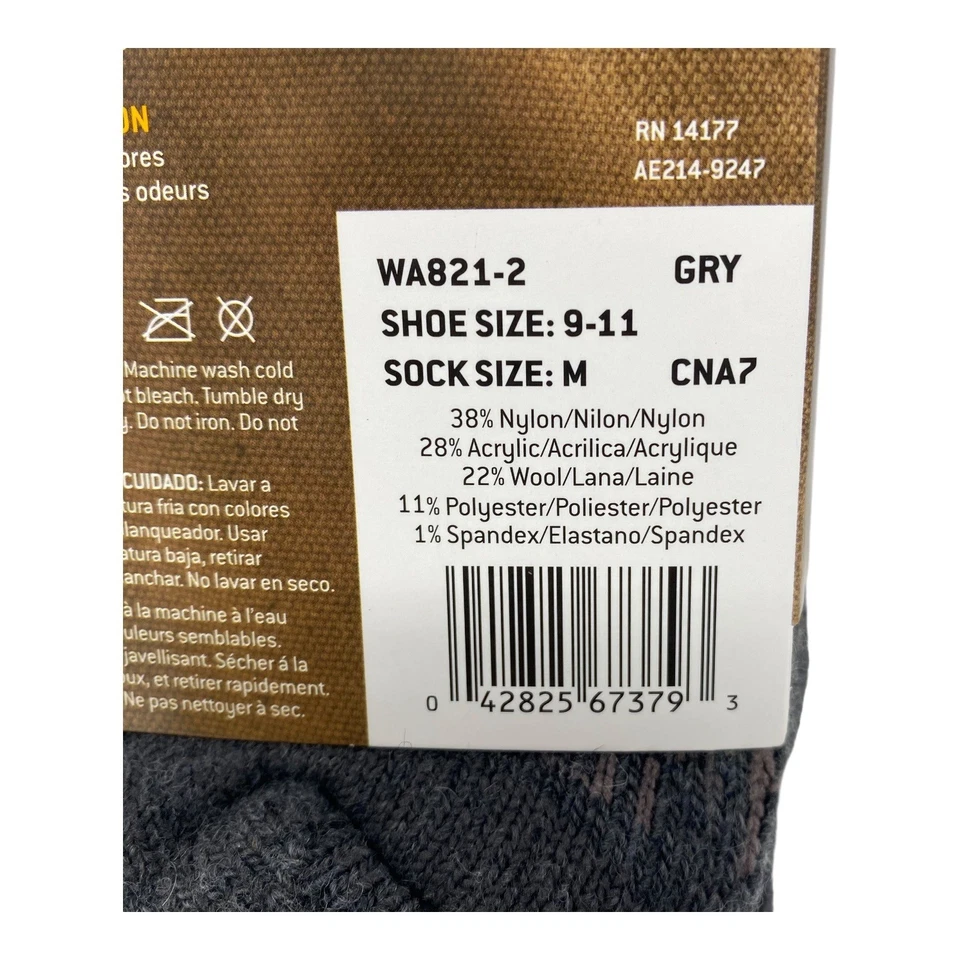 ON
ores
s odeurs
RN 14177
AE214-9247
WA821-2 GRY
SHOE SIZE: 9-11
SOCK SIZE: M CNA7
38% Nylon/Nilon/Nylon
28% Acrylic/Acrilica/Acrylique
22% Wool/Lana/Laine
11% Polyester/Poliester/Polyester
1% Spandex/Elastano/Spandex
0 42825 67379 3
Machine wash cold
t bleach. Tumble dry
. Do not iron. Do not
CUIDADO: Lavar a
tura fria con colores
lanqueador. Usar
atura baja, retirar
anchar. No lavar en seco.
à la machine à l'eau
uleurs semblables.
javellisant. Sécher á la
ux, et retirer rapidement.
Ne pas nettoyer à sec.